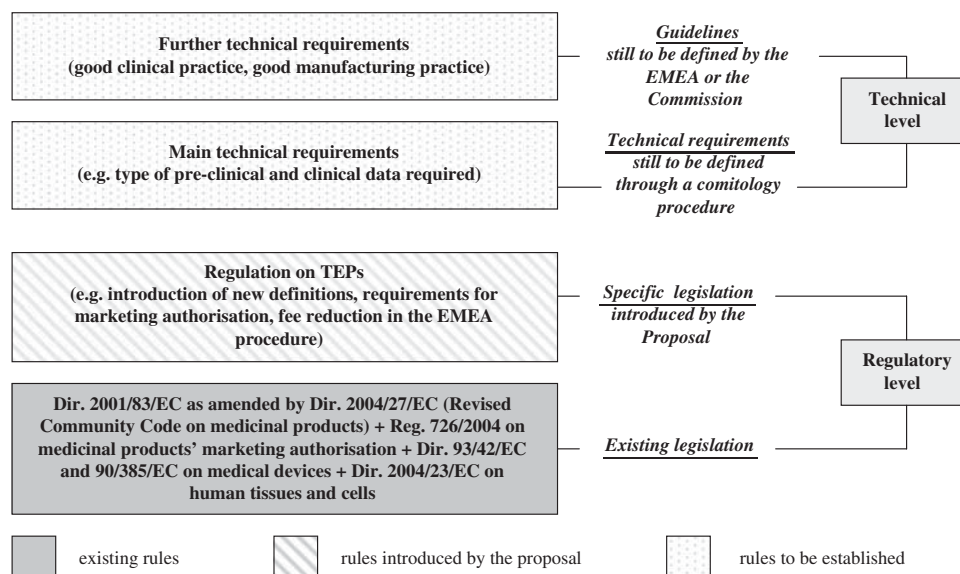 Further technical requirements
(good clinical practice, good manufacturing practice)
Guidelines
still to be defined by the
EMEA or the
Commission
Technical
level
Main technical requirements
(e.g. type of pre-clinical and clinical data required)
Technical requirements
still to be defined
through a comitology
procedure
Regulation on TEPs
(e.g. introduction of new definitions, requirements for
marketing authorisation, fee reduction in the EMEA
procedure)
Specific legislation
introduced by the
Proposal
Regulatory
level
Dir. 2001/83/EC as amended by Dir. 2004/27/EC (Revised
Community Code on medicinal products) + Reg. 726/2004 on
medicinal products’ marketing authorisation + Dir. 93/42/EC
and 90/385/EC on medical devices + Dir. 2004/23/EC on
human tissues and cells
Existing legislation
existing rules
rules introduced by the proposal
rules to be established